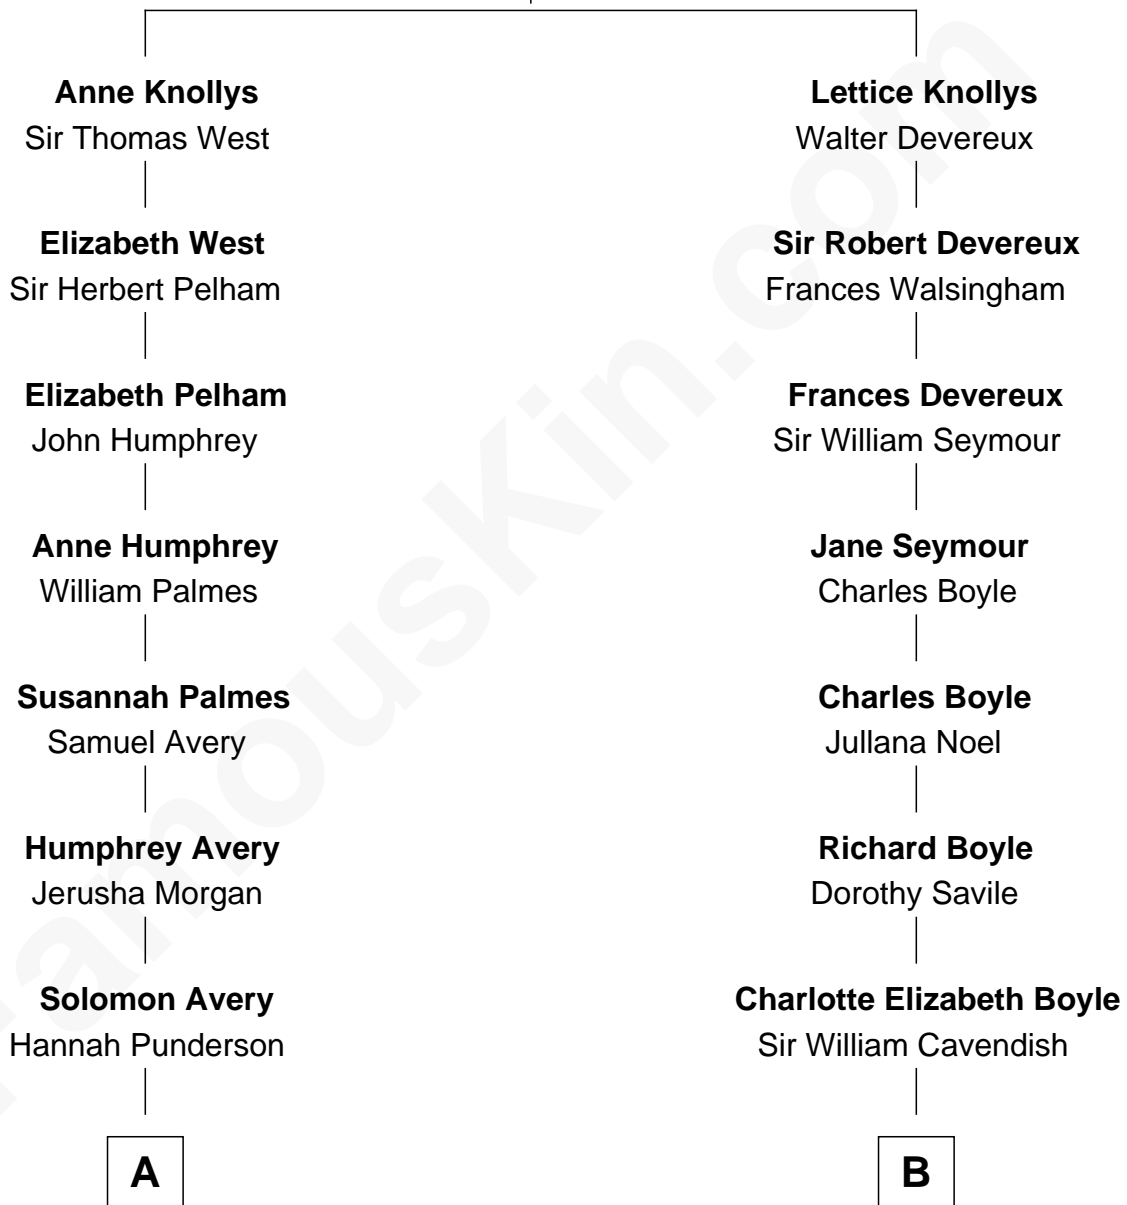 Anne Knollys
Sir Thomas West
Elizabeth West
Sir Herbert Pelham
Elizabeth Pelham
John Humphrey
Anne Humphrey
William Palmes
Susannah Palmes
Samuel Avery
Humphrey Avery
Jerusha Morgan
Solomon Avery
Hannah Punderson
A
Lettice Knollys
Walter Devereux
Sir Robert Devereux
Frances Walsingham
Frances Devereux
Sir William Seymour
Jane Seymour
Charles Boyle
Charles Boyle
Jullana Noel
Richard Boyle
Dorothy Savile
Charlotte Elizabeth Boyle
Sir William Cavendish
B
FamousKin.com